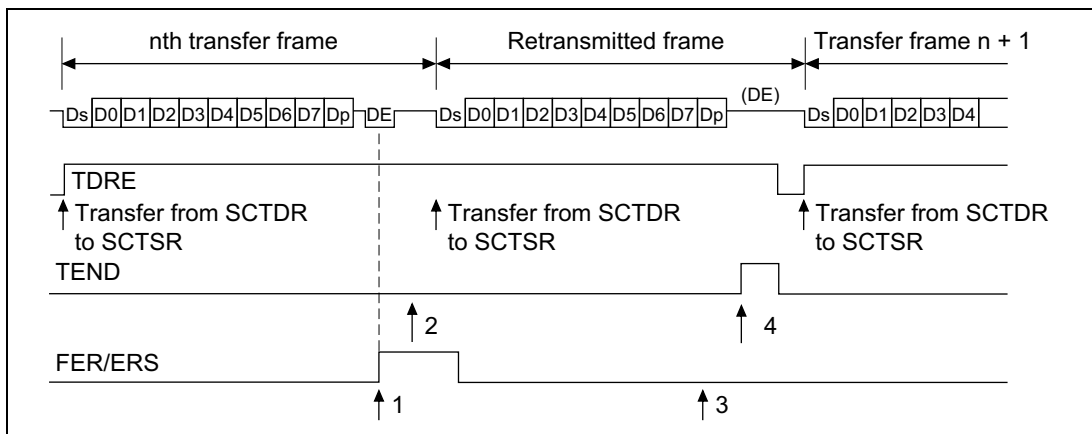 nth transfer frame Retransmitted frame Transfer frame n + 1
(DE)
Ds D0 D1 D2 D3 D4 D5 D6 D7 Dp DE Ds D0 D1 D2 D3 D4 D5 D6 D7 Dp Ds D0 D1 D2 D3 D4
TDRE
Transfer from SCTDR Transfer from SCTDR Transfer from SCTDR
to SCTSR to SCTSR to SCTSR
TEND
2 4
FER/ERS
1 3